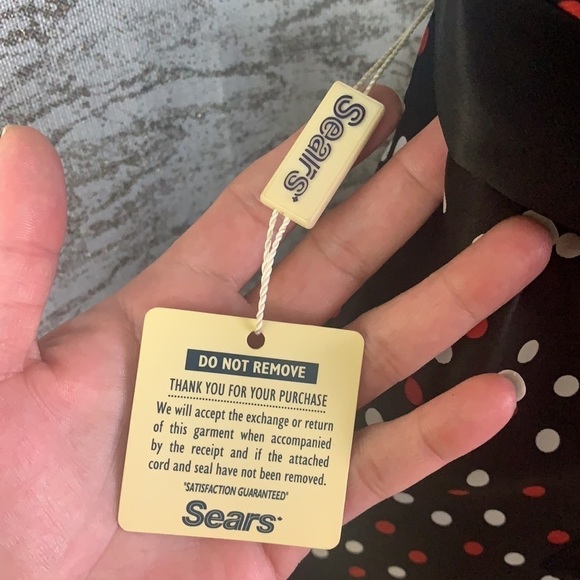 Sears
DO NOT REMOVE
THANK YOU FOR YOUR PURCHASE
We will accept the exchange or return
of this garment when accompanied
by the receipt and if the attached
cord and seal have not been removed.
"SATISFACTION GUARANTEED"
Sears